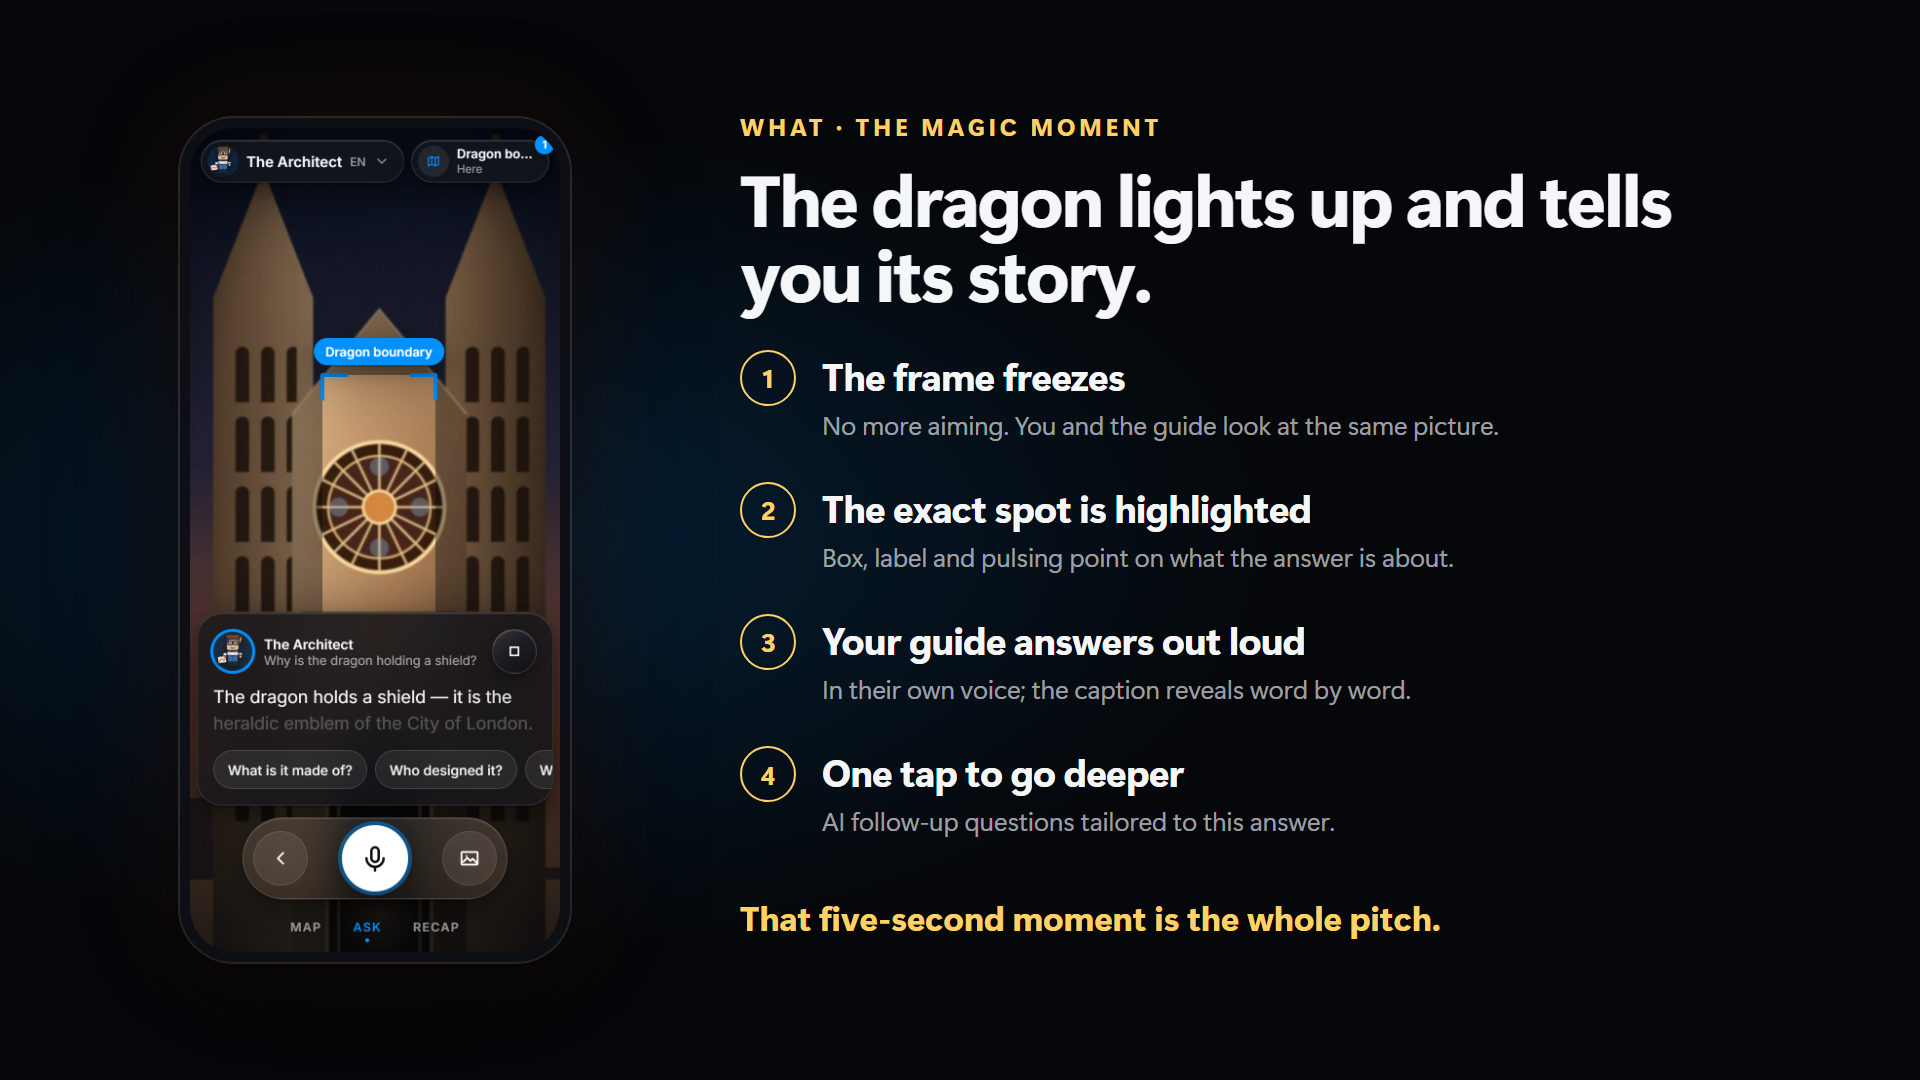 The Architect EN
Dragon bo...
Here
1
Dragon boundary
The Architect
Why is the dragon holding a shield?
The dragon holds a shield — it is the
heraldic emblem of the City of London.
What is it made of?
Who designed it?
W
MAP
ASK
RECAP
WHAT · THE MAGIC MOMENT
The dragon lights up and tells
you its story.
1
The frame freezes
No more aiming. You and the guide look at the same picture.
2
The exact spot is highlighted
Box, label and pulsing point on what the answer is about.
3
Your guide answers out loud
In their own voice; the caption reveals word by word.
4
One tap to go deeper
AI follow-up questions tailored to this answer.
That five-second moment is the whole pitch.